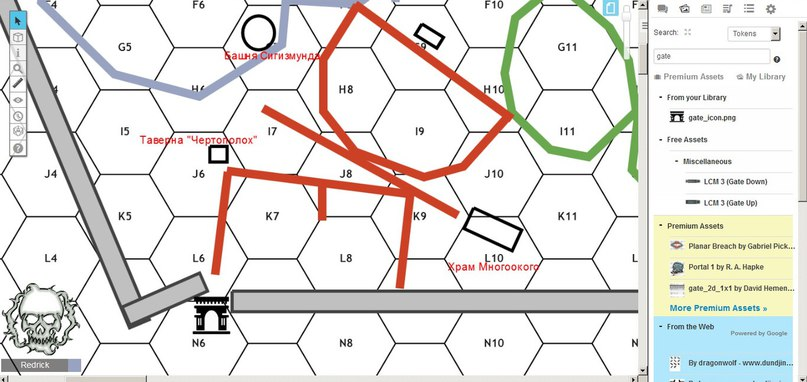 F4
F6
F10
G5
G11
Search:
Tokens
Башня Сигизмунда
gate
Premium Assets
My Library
H8
H10
From your Library
gate_icon.png
I5
I7
I9
I11
Free Assets
Таверна "Чертополох"
Miscellaneous
J4
J6
J8
J10
LCM 3 (Gate Down)
LCM 3 (Gate Up)
K5
K7
K9
K11
Premium Assets
Planar Breach by Gabriel Pick...
L4
L6
L8
L10
Храм Многоокого
Portal 1 by R. A. Hapke
gate_2d_1x1 by David Hemen...
More Premium Assets »
From the Web
Powered by Google
N6
N8
N10
Redrick
By dragonwolf - www.dundjin...